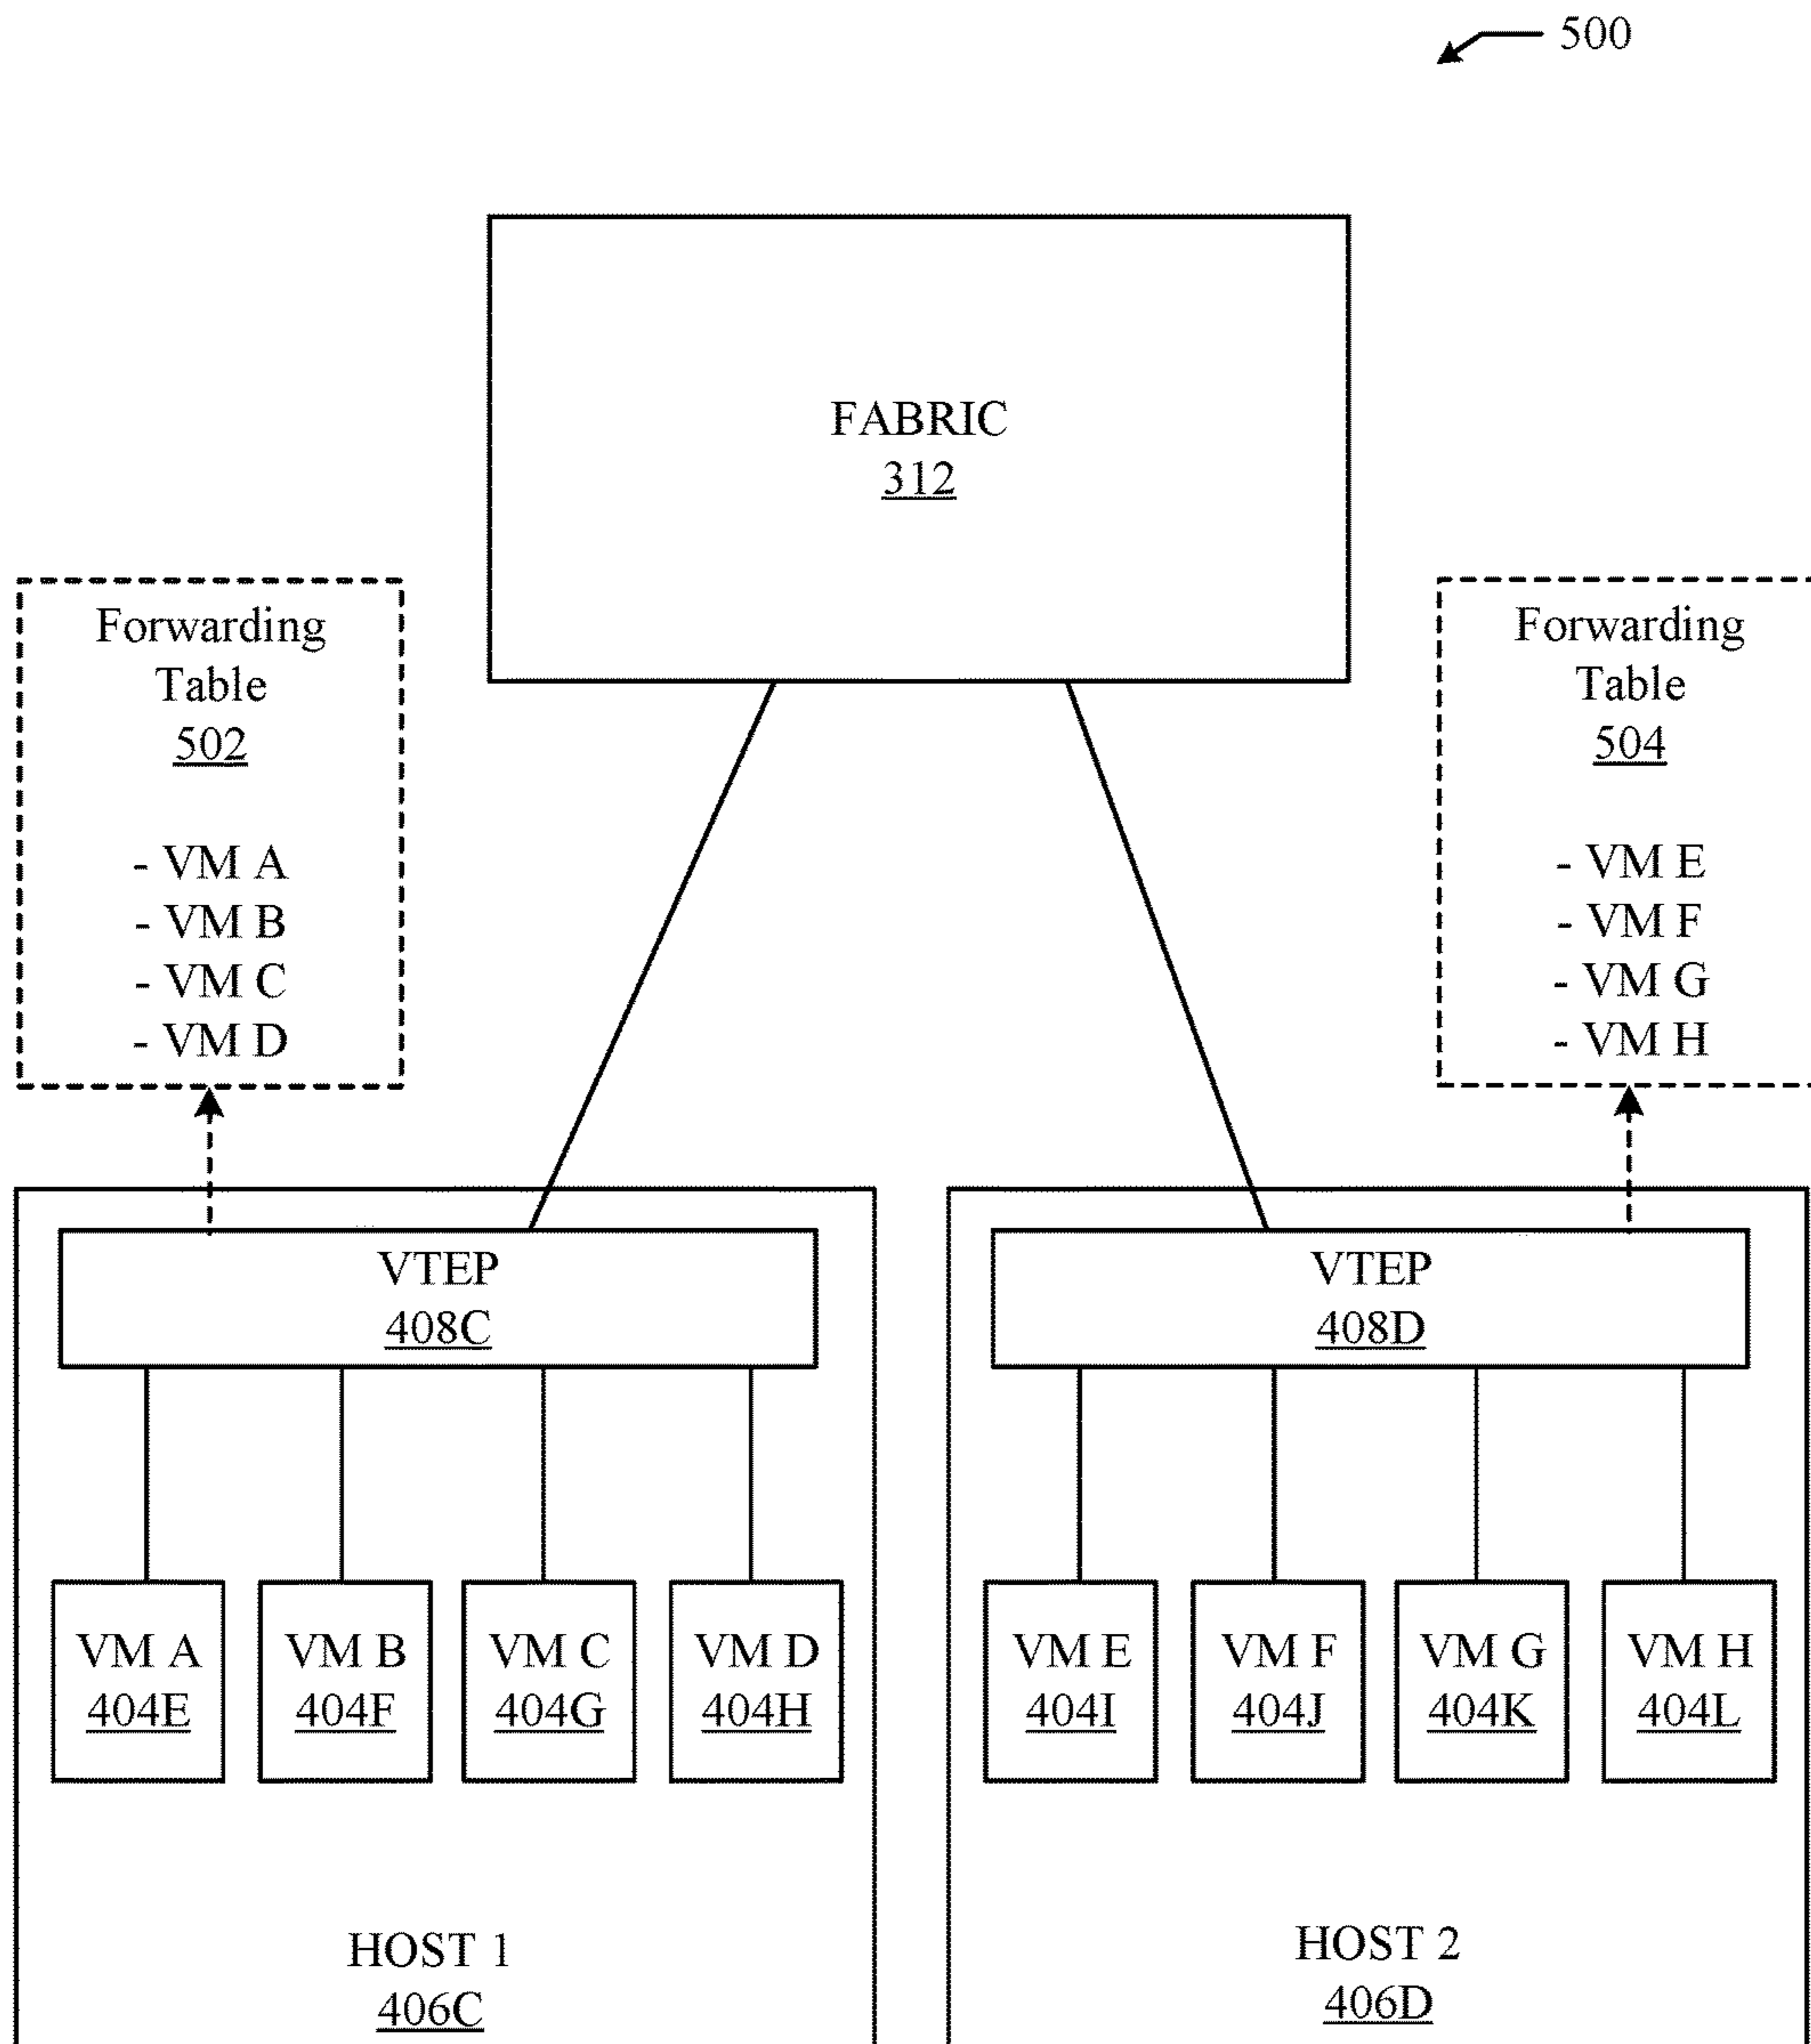 500
FABRIC
312
Forwarding
Table
502
- VM A
- VM B
- VM C
- VM D
Forwarding
Table
504
- VM E
- VM F
- VM G
- VM H
VTEP
408C
VTEP
408D
VM A
404E
VM B
404F
VM C
404G
VM D
404H
VM E
404I
VM F
404J
VM G
404K
VM H
404L
HOST 1
406C
HOST 2
406D